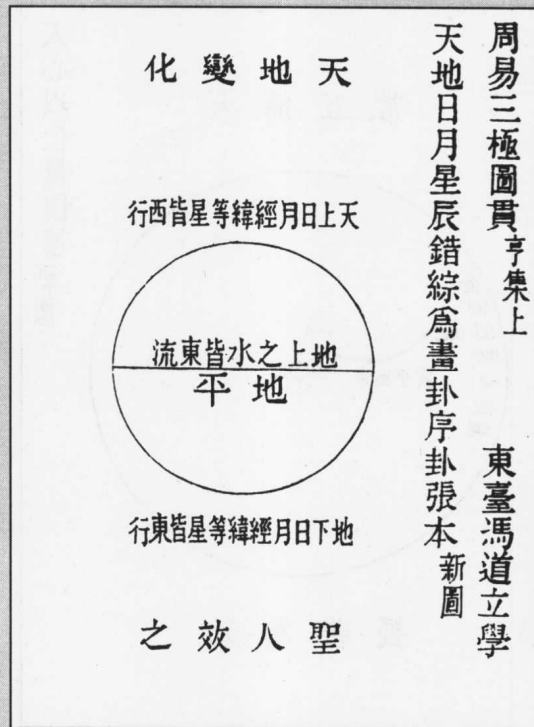 周易三極圖貫 亨集上 東臺馮道立學
天地日月星辰錯綜爲畫卦序卦張本 新圖
天地變化
天上日月經緯等星皆西行
地上之水皆東流
地平
地下日月經緯等星皆東行
聖人效之